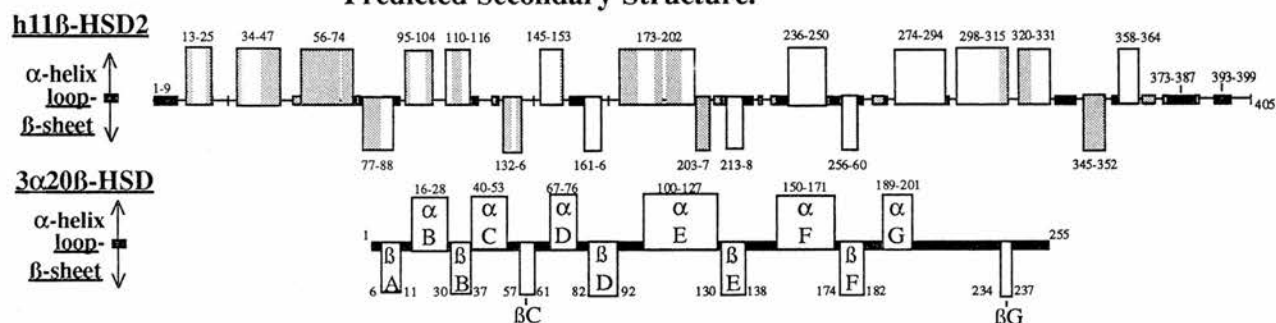 Predicted Secondary Structure.
h11ß-HSD2
13-25 34-47 56-74 95-104 110-116 145-153 173-202 236-250 274-294 298-315 320-331 358-364
α-helix
1-9 373-387 393-399
loop-
405
ß-sheet
77-88 132-6 161-6 203-7 213-8 256-60 345-352
3α20ß-HSD
16-28 40-53 67-76 100-127 150-171 189-201
α-helix
α α α α α α
B C D E F G
1 255
loop-
ß ß ß ß ß
A B D E F
ß-sheet
6 11 30 37 57 61 82 92 130 138 174 182 234 237
ßC ßG